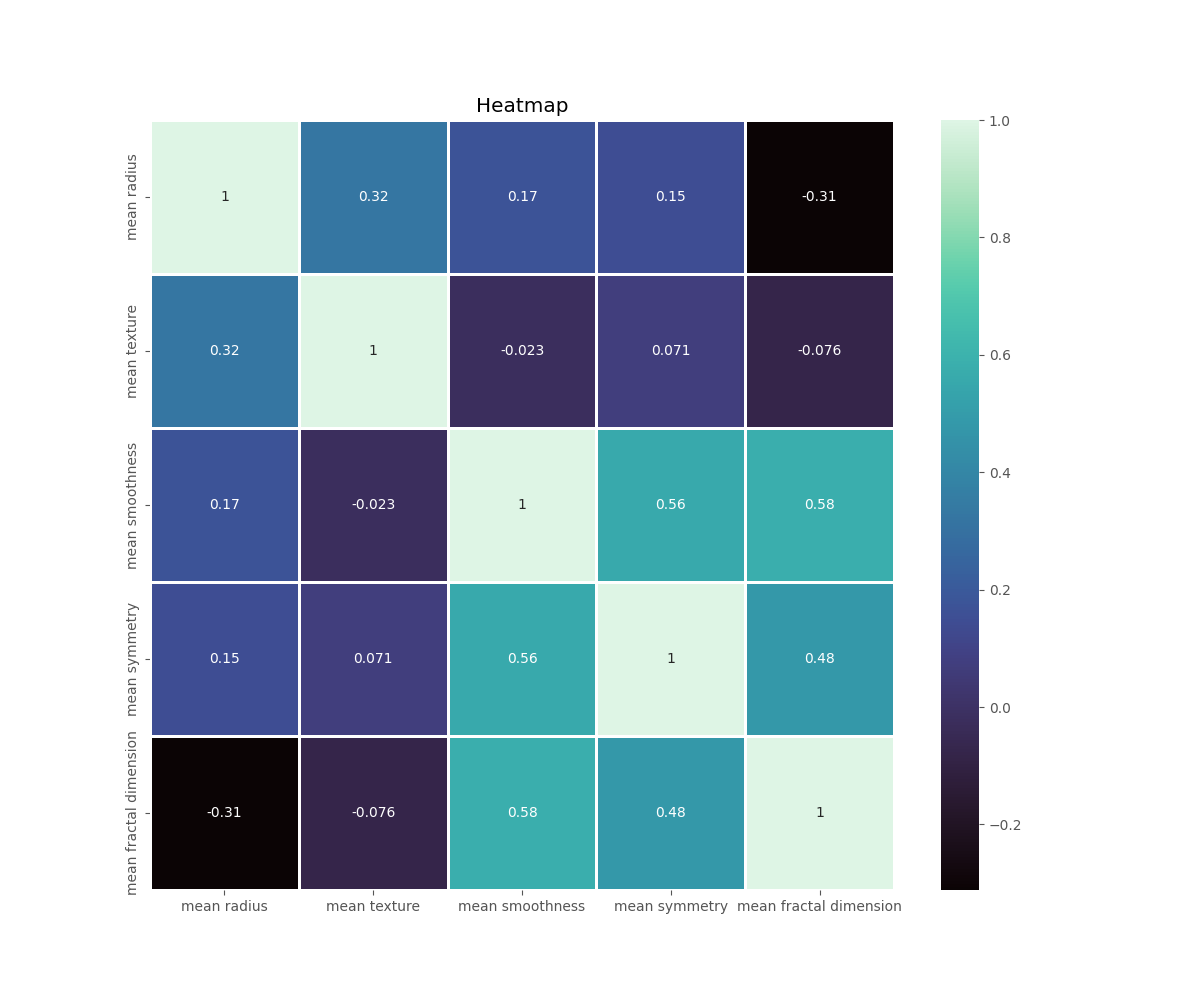 Heatmap
mean radius
1
0.32
0.17
0.15
-0.31
mean texture
0.32
1
-0.023
0.071
-0.076
mean smoothness
0.17
-0.023
1
0.56
0.58
mean symmetry
0.15
0.071
0.56
1
0.48
mean fractal dimension
-0.31
-0.076
0.58
0.48
1
mean radius
mean texture
mean smoothness
mean symmetry
mean fractal dimension
1.0
0.8
0.6
0.4
0.2
0.0
−0.2